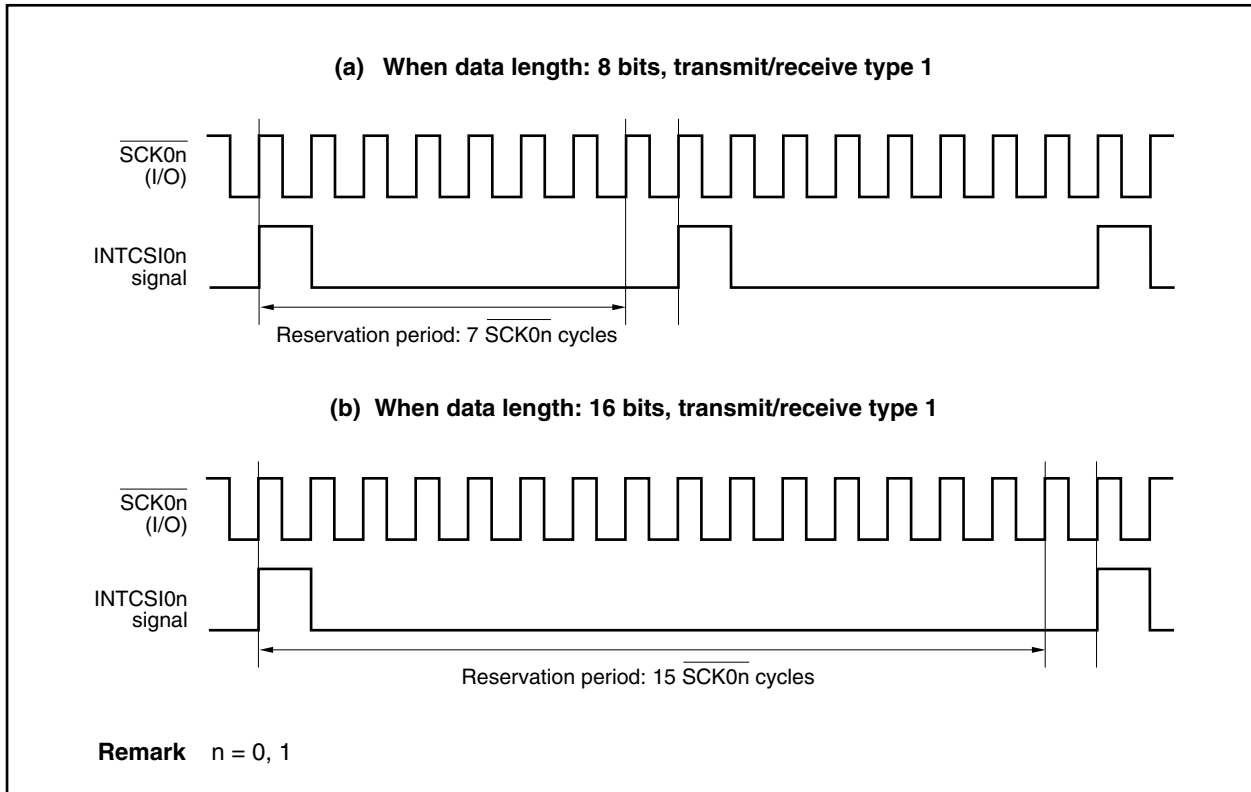 (a) When data length: 8 bits, transmit/receive type 1
SCK0n
(I/O)
INTCSI0n
signal
Reservation period: 7 SCK0n cycles
(b) When data length: 16 bits, transmit/receive type 1
SCK0n
(I/O)
INTCSI0n
signal
Reservation period: 15 SCK0n cycles
Remark n = 0, 1